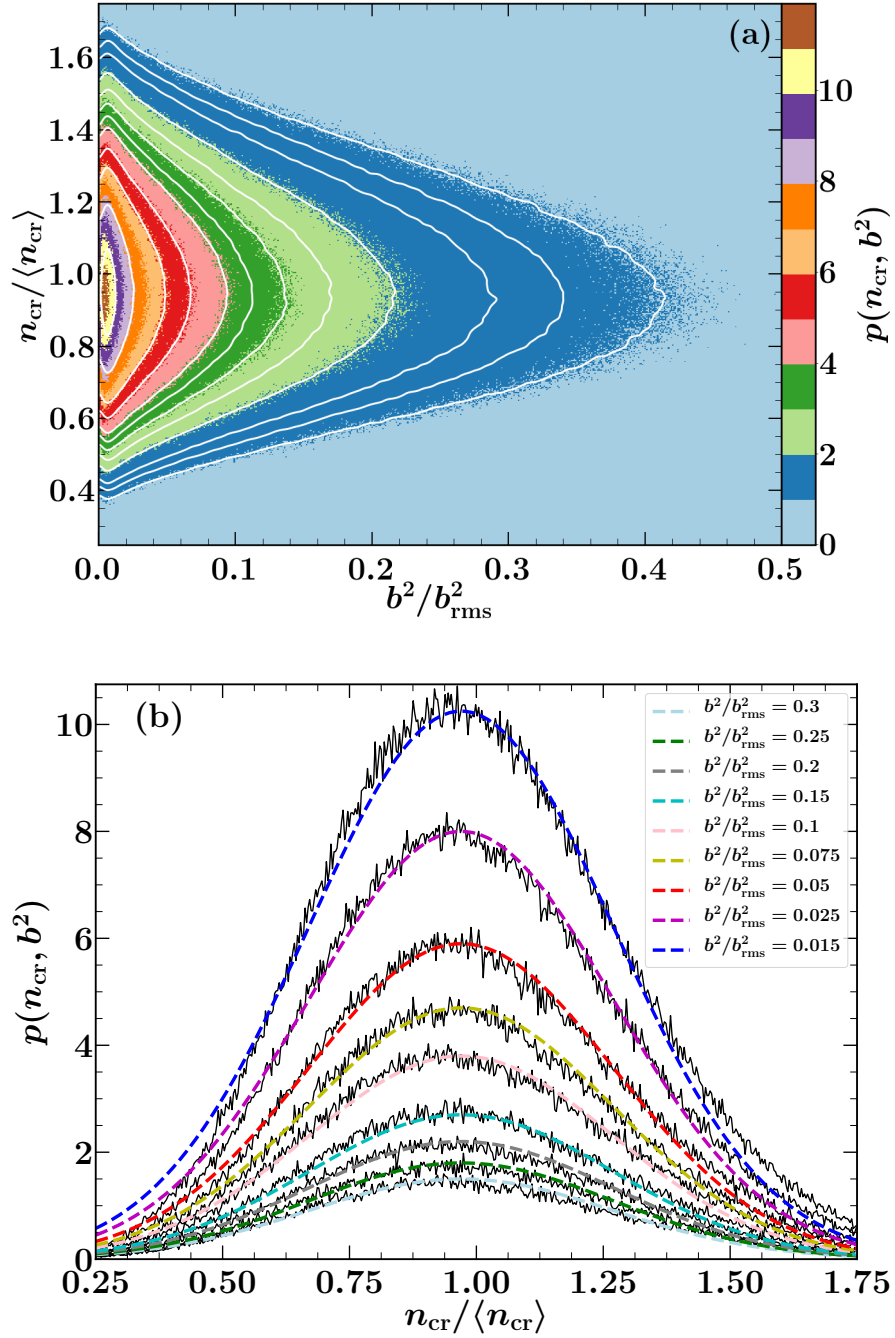 (a)
1.6
1.4
1.2
1.0
0.8
0.6
0.4
n_cr/⟨n_cr⟩
0.0 0.1 0.2 0.3 0.4 0.5
b²/b²_rms
10
8
6
4
2
0
p(n_cr, b²)
(b)
b²/b²_rms = 0.3
b²/b²_rms = 0.25
b²/b²_rms = 0.2
b²/b²_rms = 0.15
b²/b²_rms = 0.1
b²/b²_rms = 0.075
b²/b²_rms = 0.05
b²/b²_rms = 0.025
b²/b²_rms = 0.015
10
8
6
4
2
0
p(n_cr, b²)
0.25 0.50 0.75 1.00 1.25 1.50 1.75
n_cr/⟨n_cr⟩